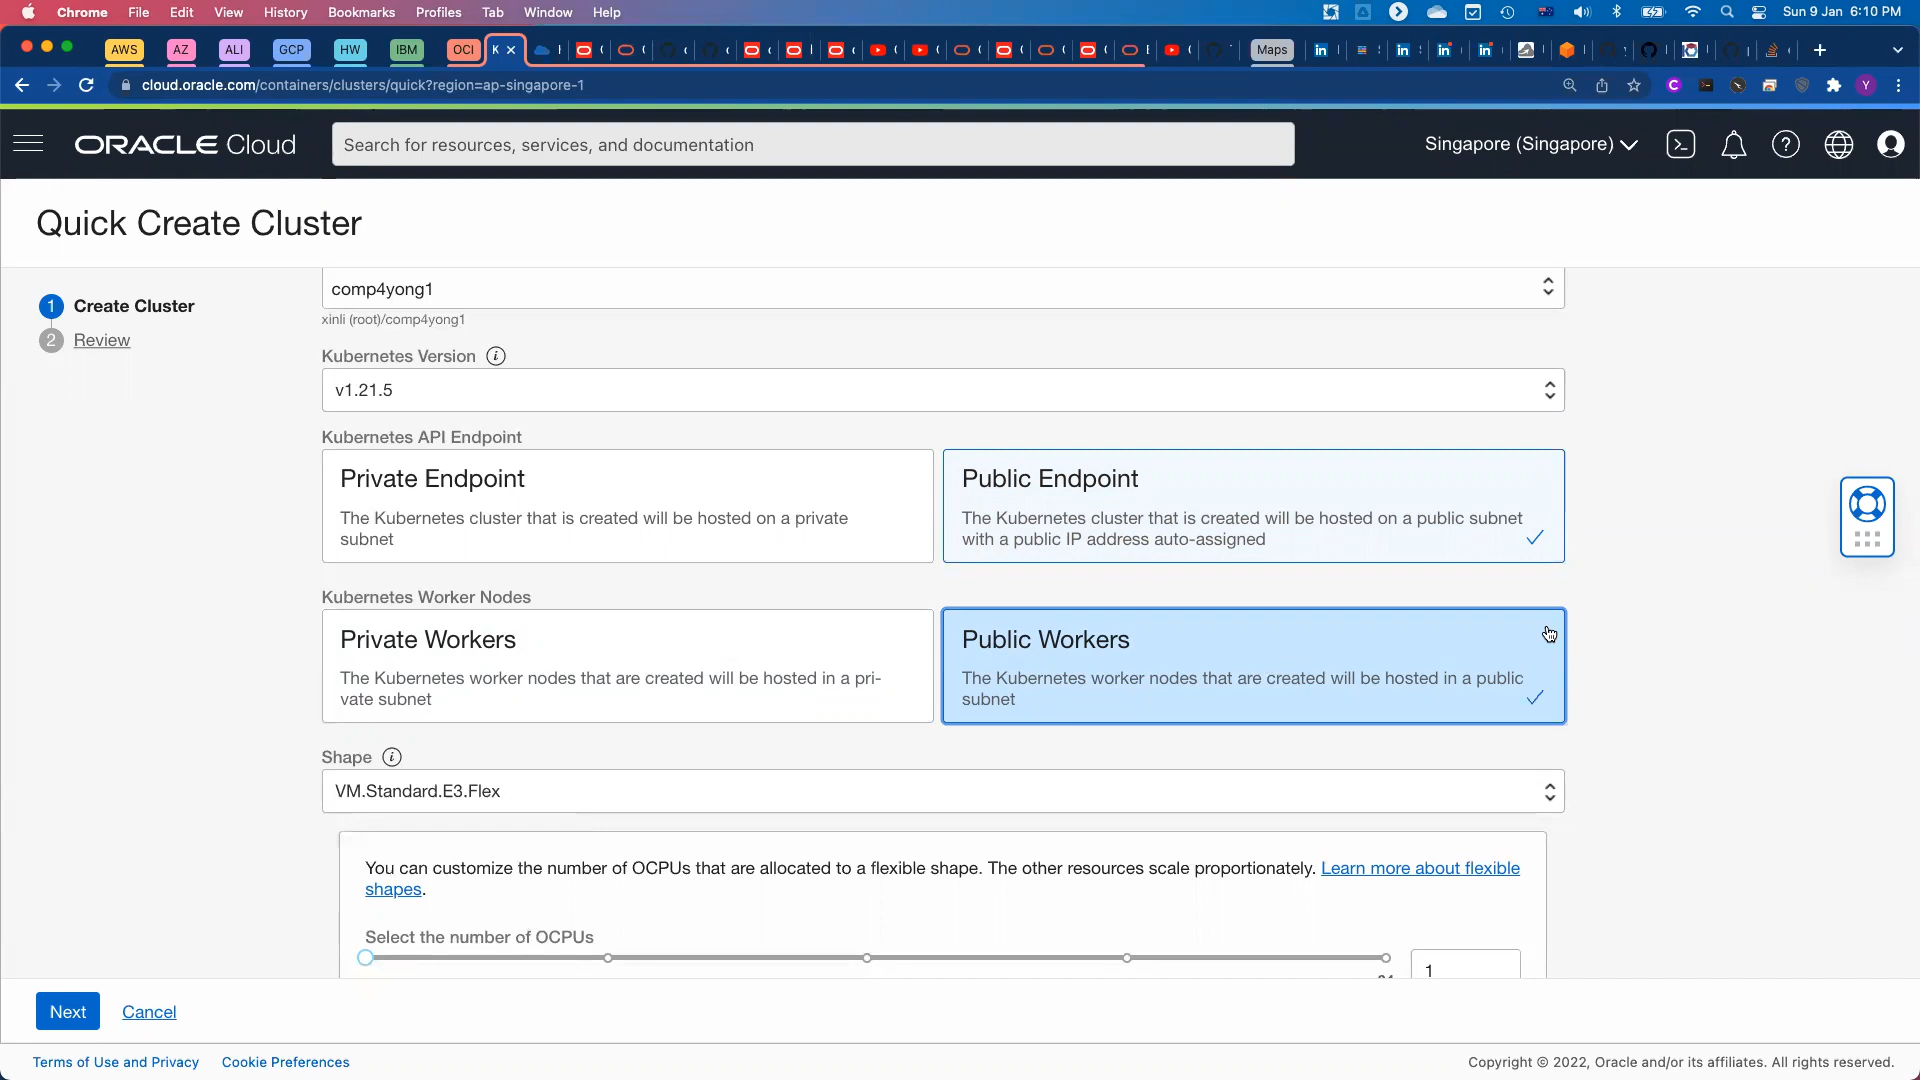 Chrome File Edit View History Bookmarks Profiles Tab Window Help Sun 9 Jan 6:10 PM
AWS AZ ALI GCP HW IBM OCI K Maps
cloud.oracle.com/containers/clusters/quick?region=ap-singapore-1
ORACLE Cloud
Search for resources, services, and documentation
Singapore (Singapore)
Quick Create Cluster
1 Create Cluster
2 Review
comp4yong1
xinli (root)/comp4yong1
Kubernetes Version
v1.21.5
Kubernetes API Endpoint
Private Endpoint
The Kubernetes cluster that is created will be hosted on a private
subnet
Public Endpoint
The Kubernetes cluster that is created will be hosted on a public subnet
with a public IP address auto-assigned
Kubernetes Worker Nodes
Private Workers
The Kubernetes worker nodes that are created will be hosted in a pri-
vate subnet
Public Workers
The Kubernetes worker nodes that are created will be hosted in a public
subnet
Shape
VM.Standard.E3.Flex
You can customize the number of OCPUs that are allocated to a flexible shape. The other resources scale proportionately. Learn more about flexible
shapes.
Select the number of OCPUs
1
Next Cancel
Terms of Use and Privacy Cookie Preferences
Copyright © 2022, Oracle and/or its affiliates. All rights reserved.